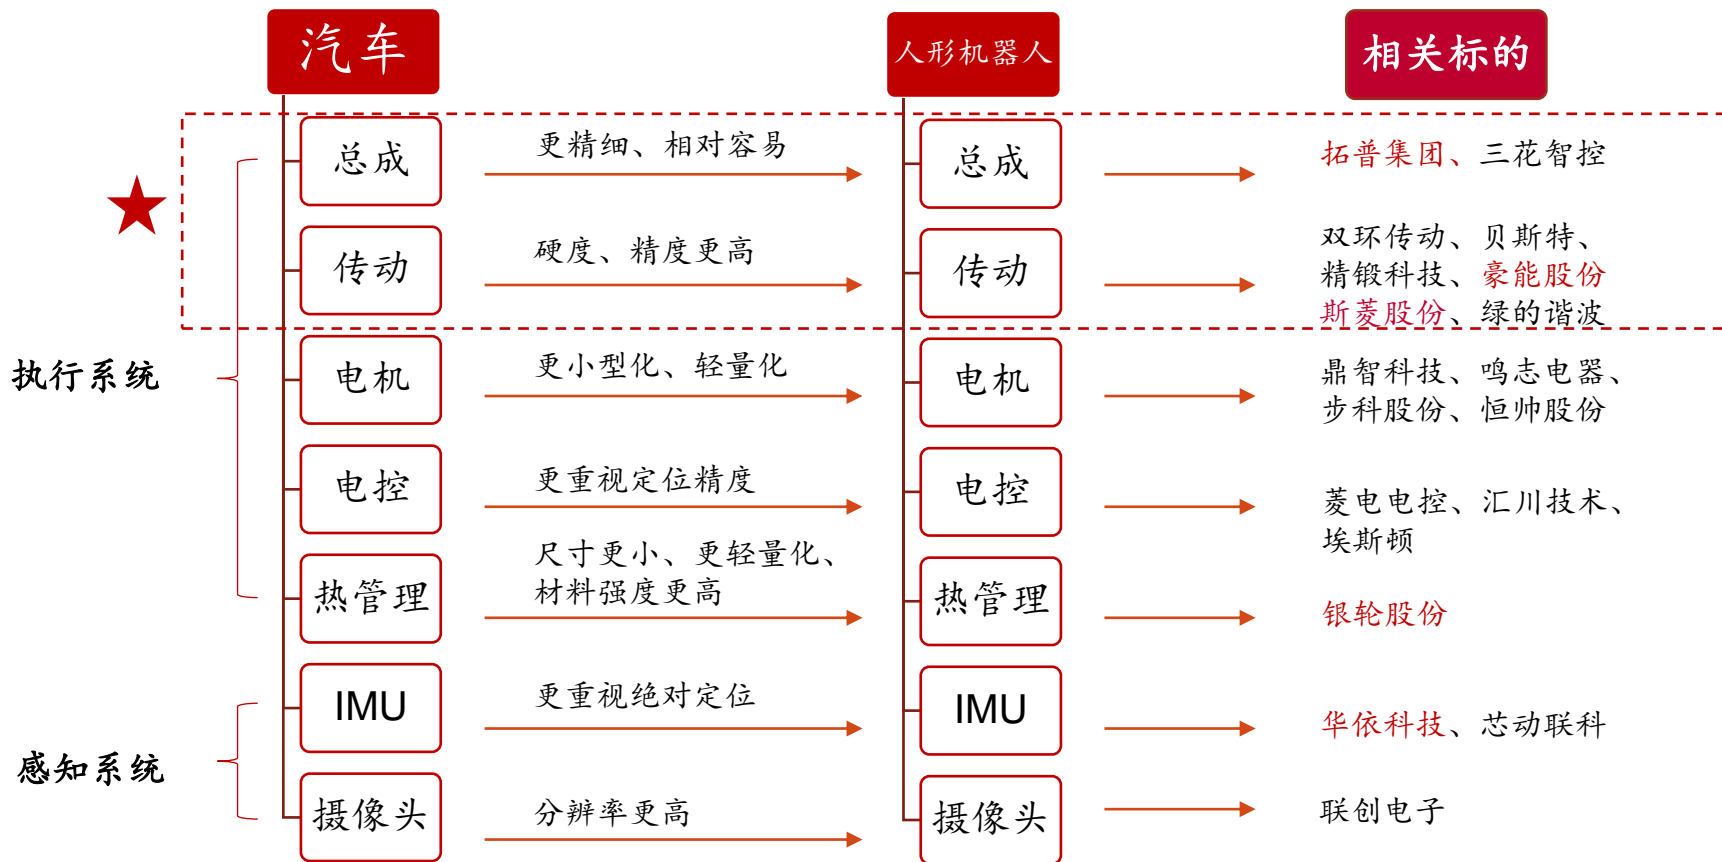 汽车
人形机器人
相关标的
总成
更精细、相对容易
总成
拓普集团、三花智控
传动
硬度、精度更高
传动
双环传动、贝斯特、
精锻科技、豪能股份
斯菱股份、绿的谐波
执行系统
电机
更小型化、轻量化
电机
鼎智科技、鸣志电器、
步科股份、恒帅股份
电控
更重视定位精度
电控
菱电电控、汇川技术、
埃斯顿
热管理
尺寸更小、更轻量化、
材料强度更高
热管理
银轮股份
感知系统
IMU
更重视绝对定位
IMU
华依科技、芯动联科
摄像头
分辨率更高
摄像头
联创电子